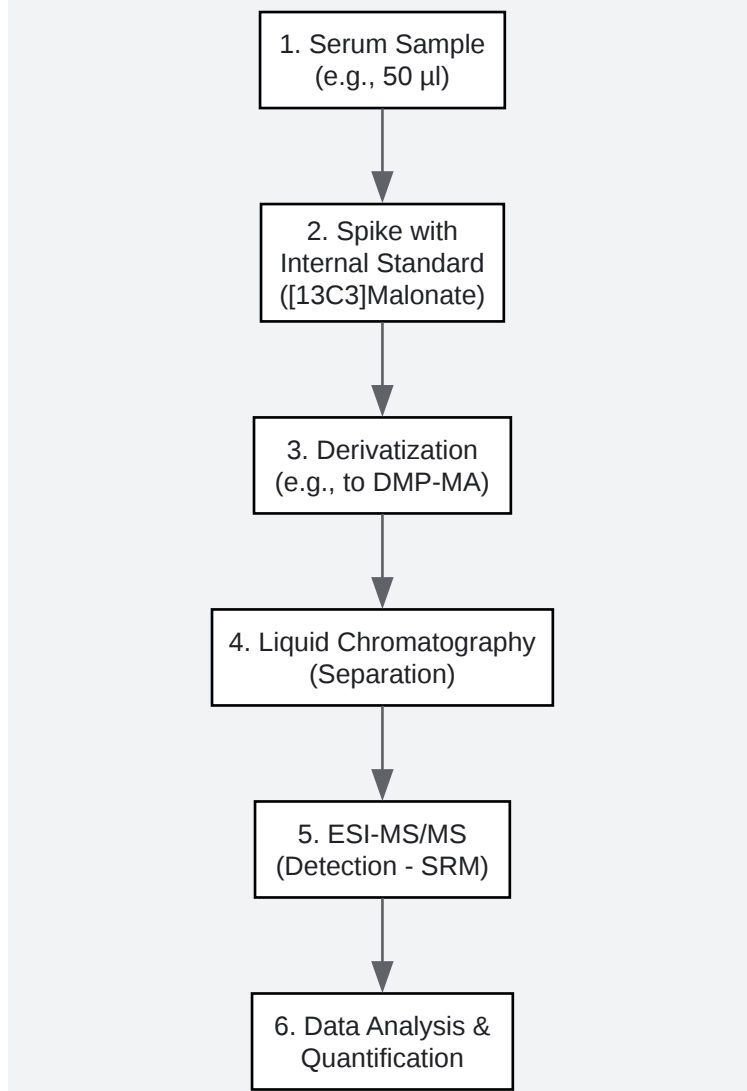 1. Serum Sample
(e.g., 50 µl)
2. Spike with
Internal Standard
([13C3]Malonate)
3. Derivatization
(e.g., to DMP-MA)
4. Liquid Chromatography
(Separation)
5. ESI-MS/MS
(Detection - SRM)
6. Data Analysis &
Quantification